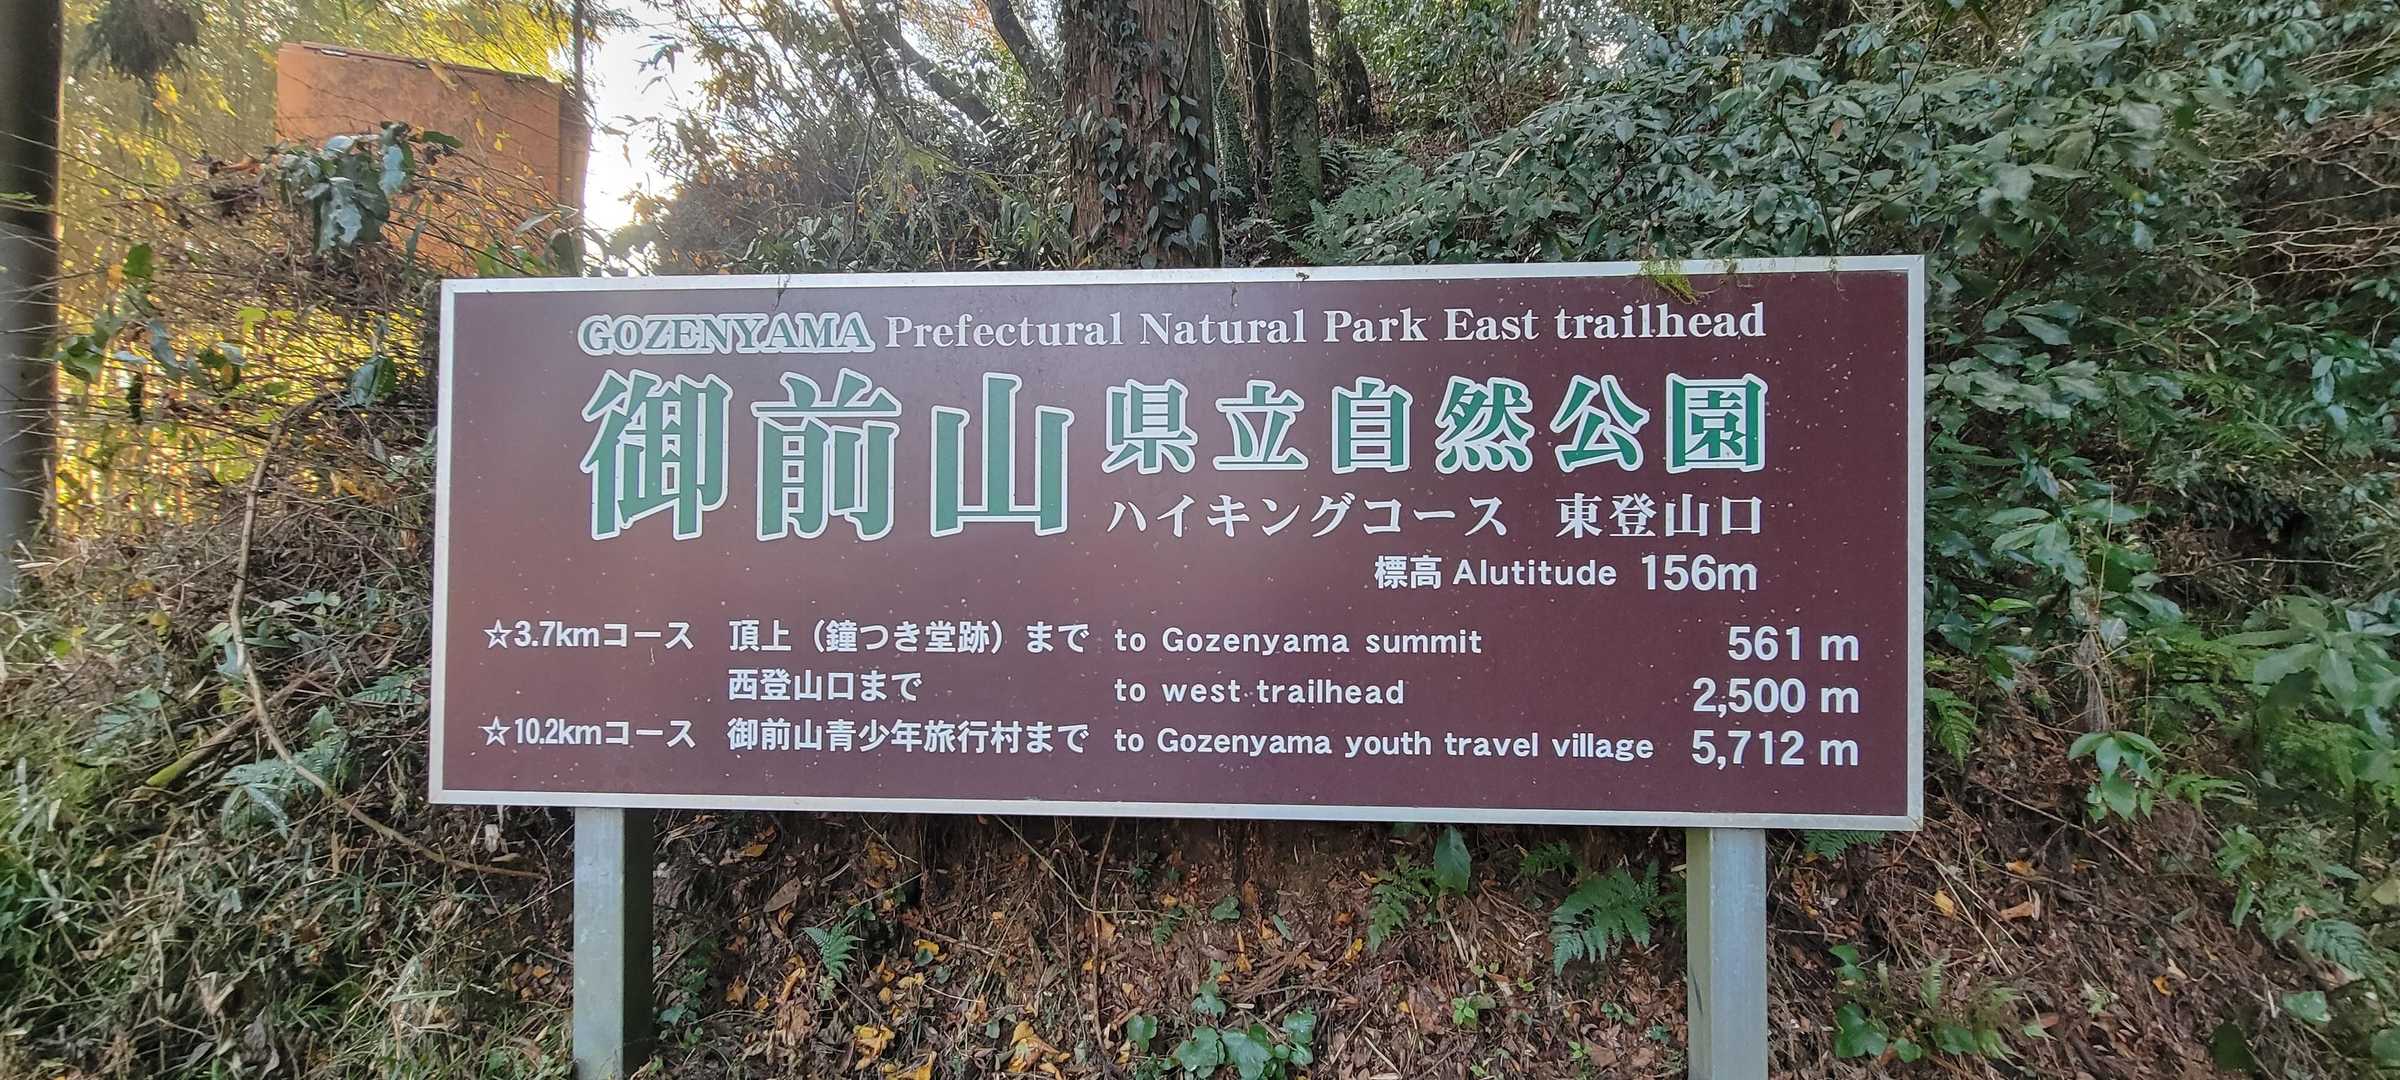 GOZENYAMA Prefectural Natural Park East trailhead
御前山 県立自然公園
ハイキングコース 東登山口
標高 Alutitude 156m
☆3.7kmコース 頂上（鐘つき堂跡）まで to Gozenyama summit 561 m
西登山口まで to west trailhead 2,500 m
☆10.2kmコース 御前山青少年旅行村まで to Gozenyama youth travel village 5,712 m